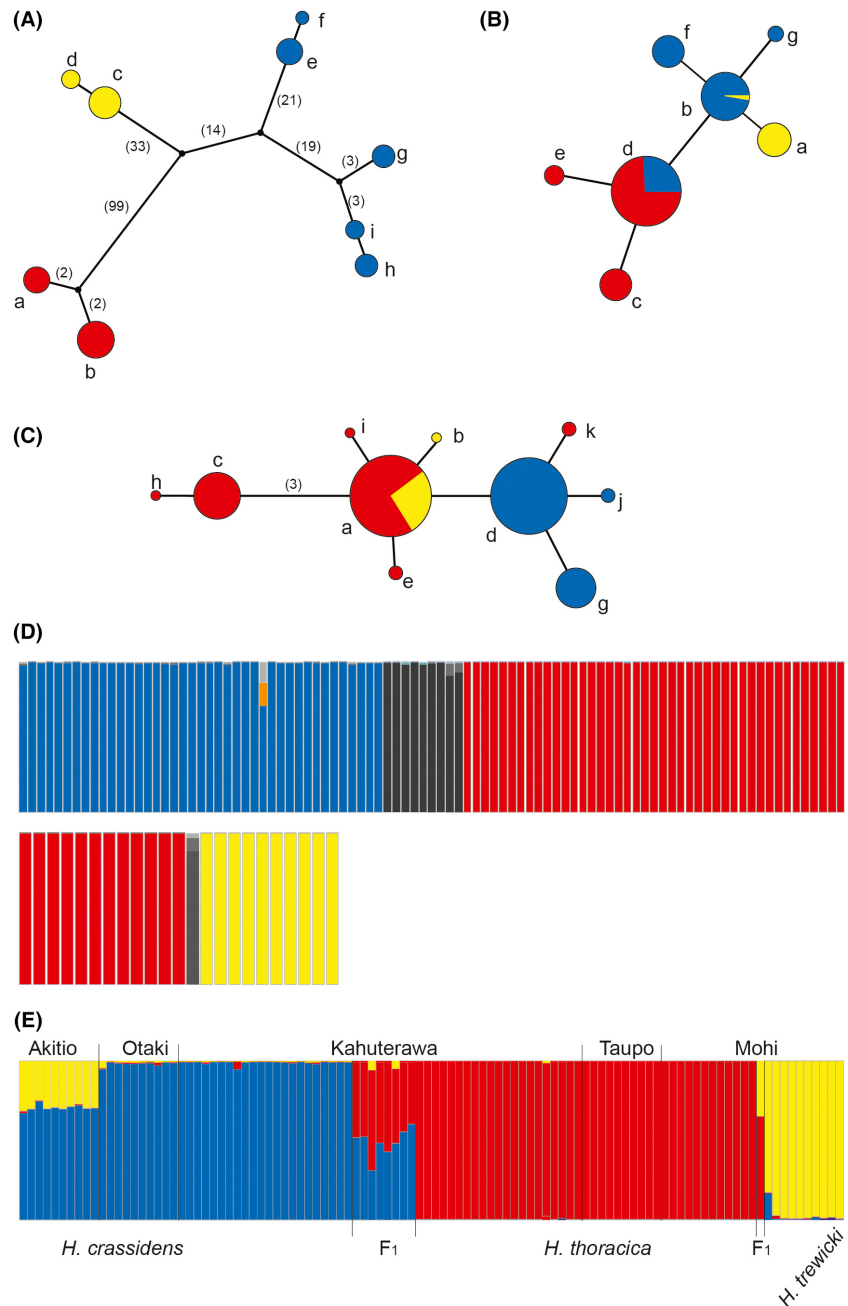 (A)
f
e
d
c
(21)
(14)
(33)
(19)
(3)
g
(3)
(99)
i
h
(2)
a
(2)
b
(B)
f
g
b
a
d
e
c
(C)
i
b
k
c
h
(3)
a
d
j
e
g
(D)
(E)
Akitio Otaki Kahuterawa Taupo Mohi
H. crassidens F1 H. thoracica F1 H. trewicki